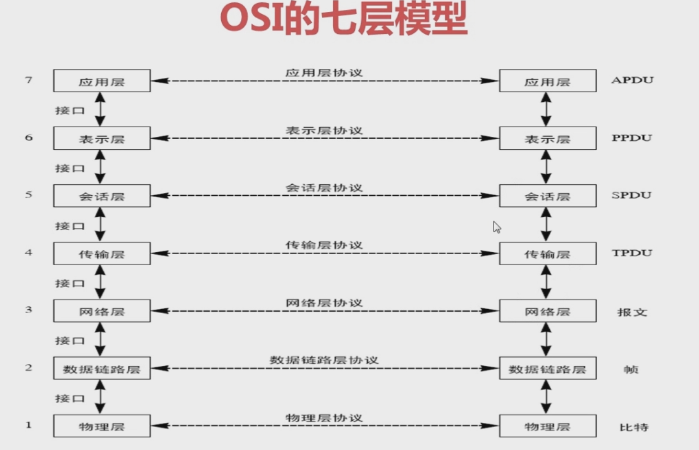 OSI的七层模型
7 应用层 应用层协议 应用层 APDU
接口
6 表示层 表示层协议 表示层 PPDU
接口
5 会话层 会话层协议 会话层 SPDU
接口
4 传输层 传输层协议 传输层 TPDU
接口
3 网络层 网络层协议 网络层 报文
接口
2 数据链路层 数据链路层协议 数据链路层 帧
接口
1 物理层 物理层协议 物理层 比特